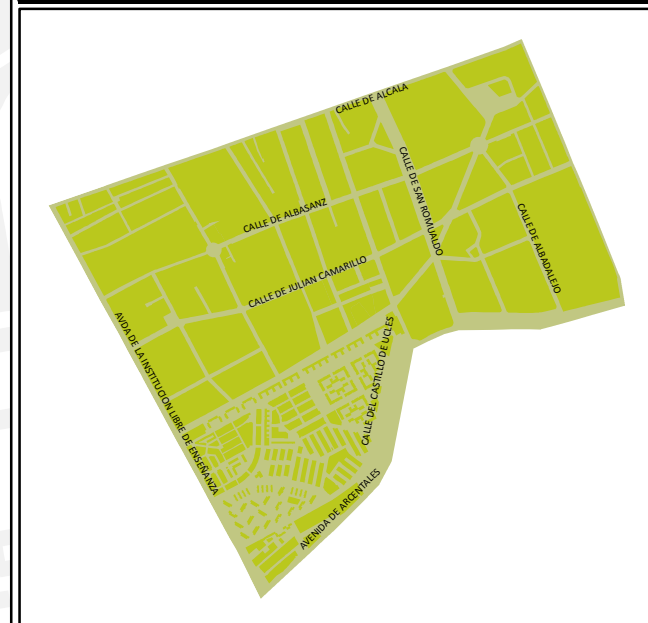 CALLE DE ALCALA
CALLE DE SAN ROMUALDO
CALLE DE ALBASANZ
CALLE DE ALBADALEJO
CALLE DE JULIAN CAMARILLO
AVDA DE LA INSTITUCION LIBRE DE ENSEÑANZA
CALLE DEL CASTILLO DE UCLES
AVENIDA DE ARCENTALES